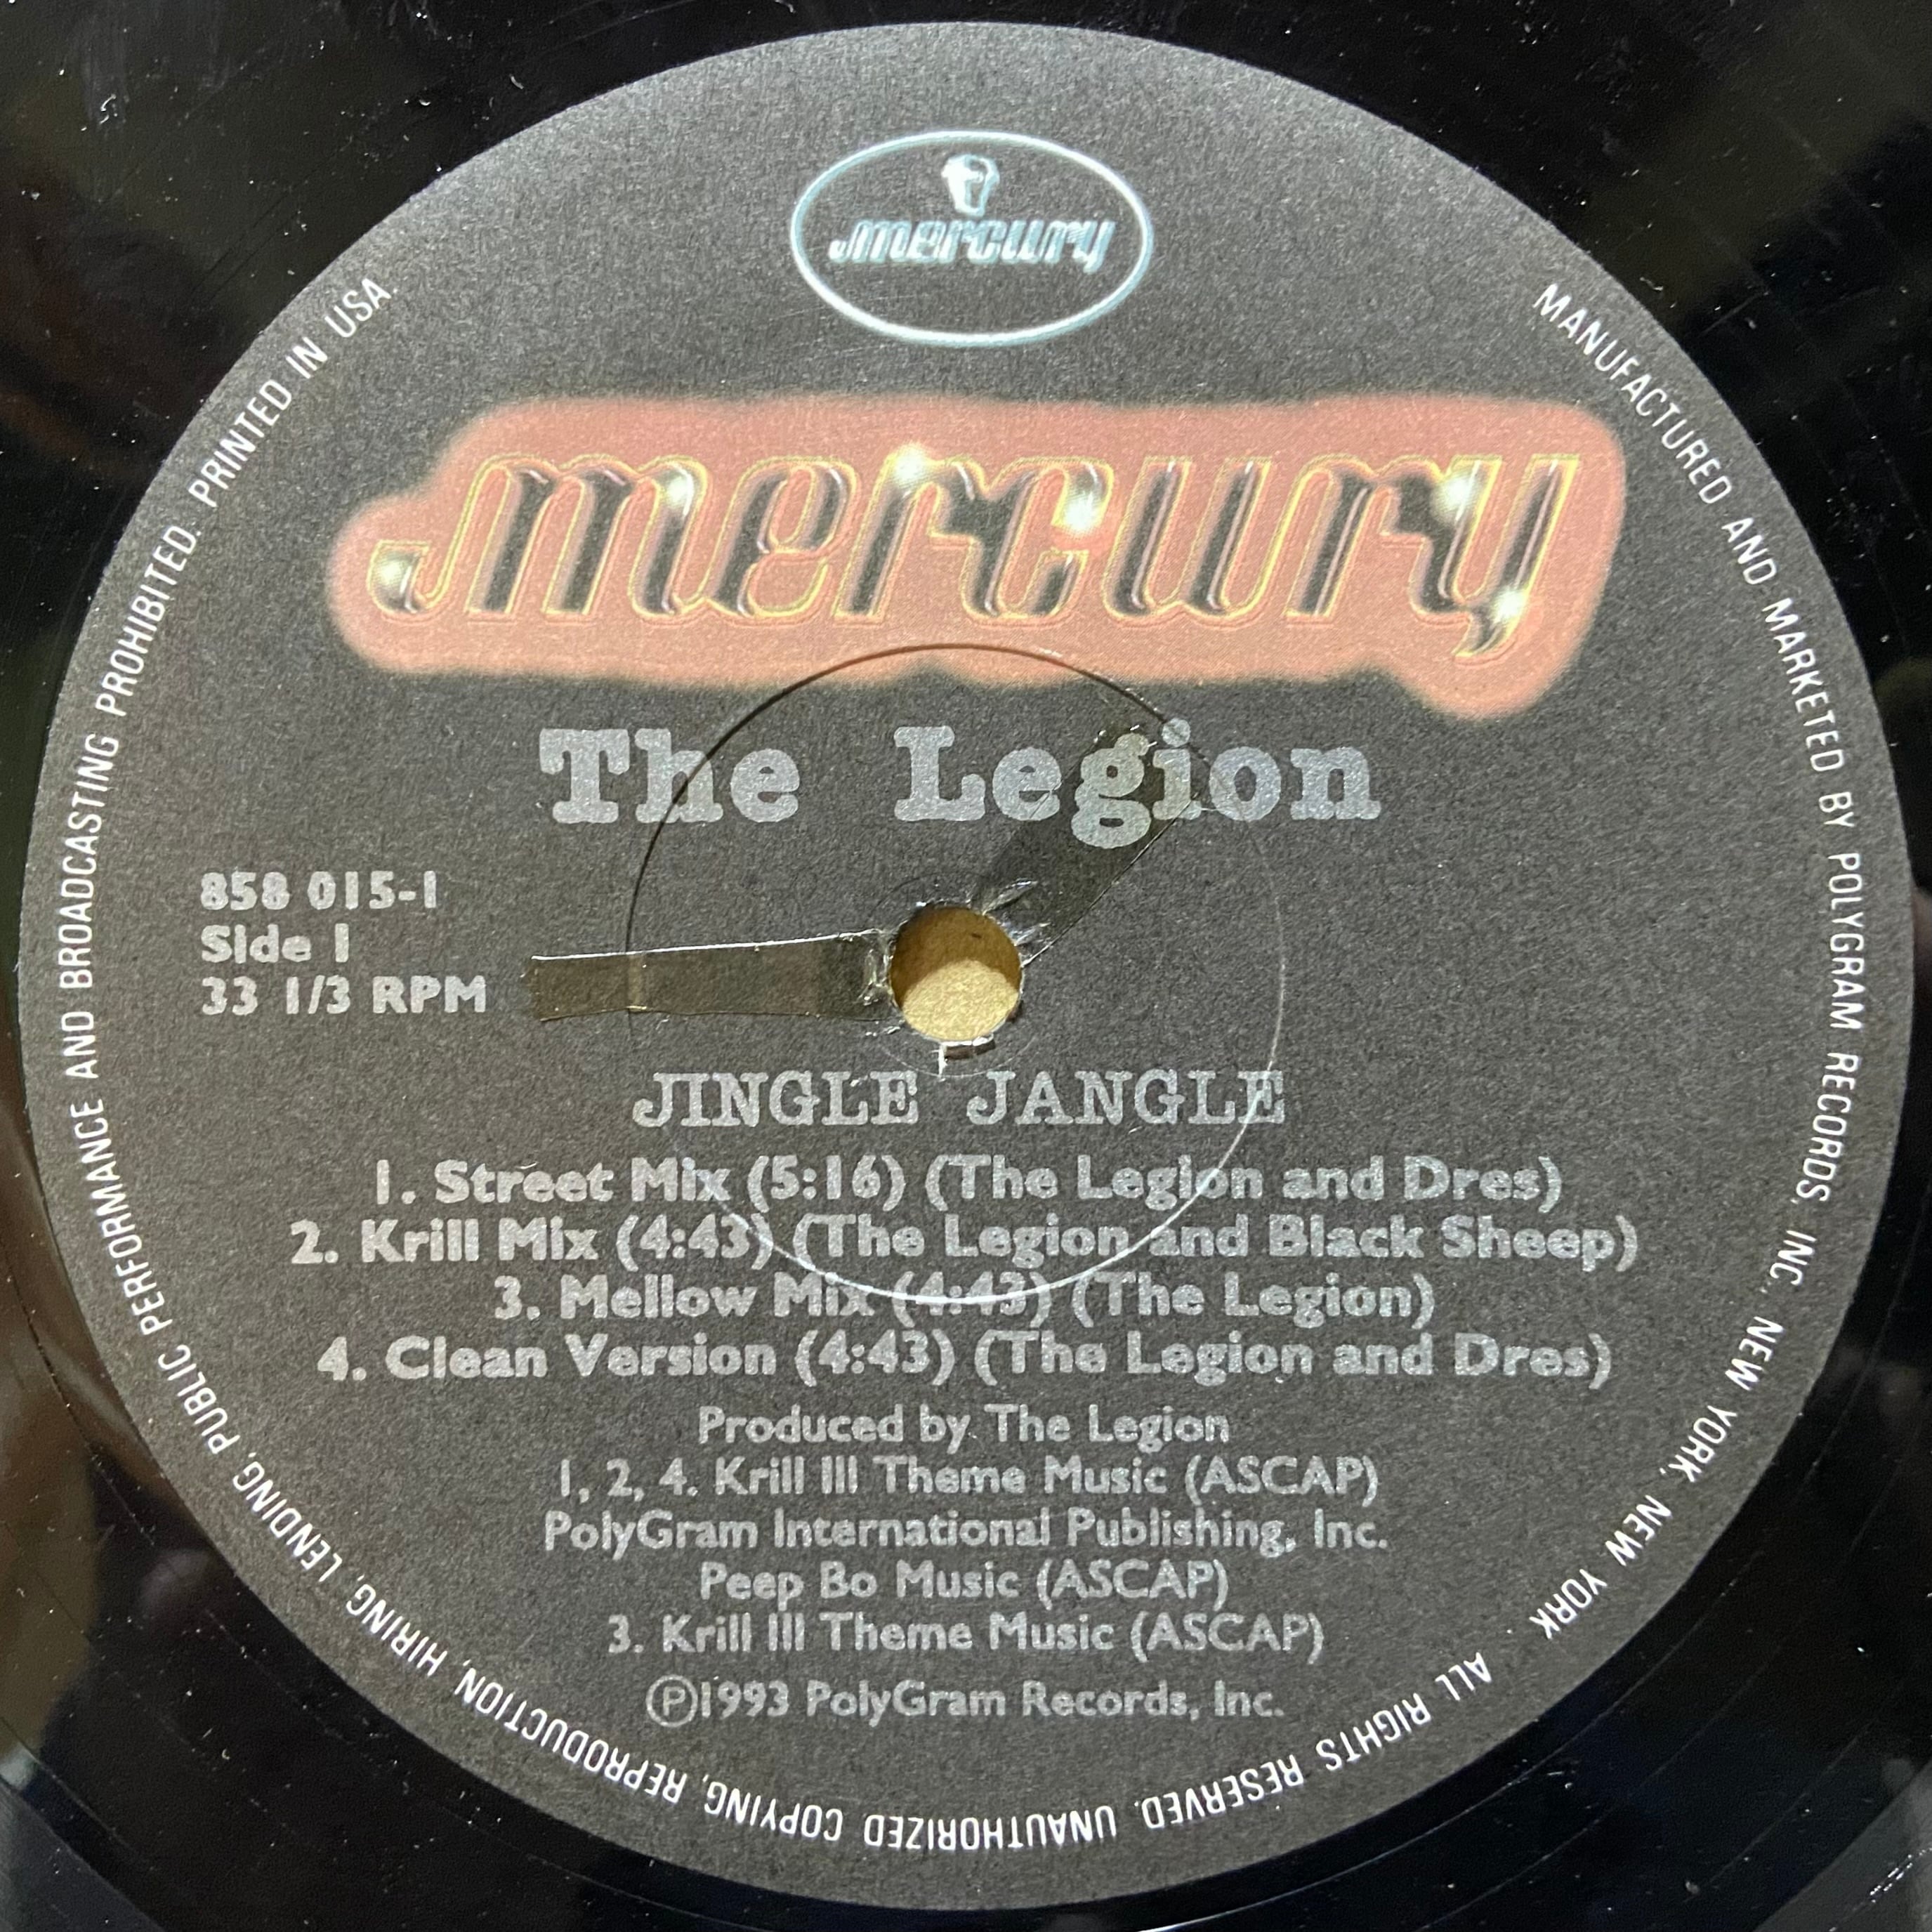 mercury
mercury
The Legion
858 015-1
Side 1
33 1/3 RPM
JINGLE JANGLE
1. Street Mix (5:16) (The Legion and Dres)
2. Krill Mix (4:43) (The Legion and Black Sheep)
3. Mellow Mix (4:43) (The Legion)
4. Clean Version (4:43) (The Legion and Dres)
Produced by The Legion
1, 2, 4. Krill III Theme Music (ASCAP)
PolyGram International Publishing, Inc.
Peep Bo Music (ASCAP)
3. Krill III Theme Music (ASCAP)
℗1993 PolyGram Records, Inc.
MANUFACTURED AND MARKETED BY POLYGRAM RECORDS, INC., NEW YORK, NEW YORK ALL RIGHTS RESERVED. UNAUTHORIZED COPYING, REPRODUCTION, HIRING, LENDING, PUBLIC PERFORMANCE AND BROADCASTING PROHIBITED. PRINTED IN USA.